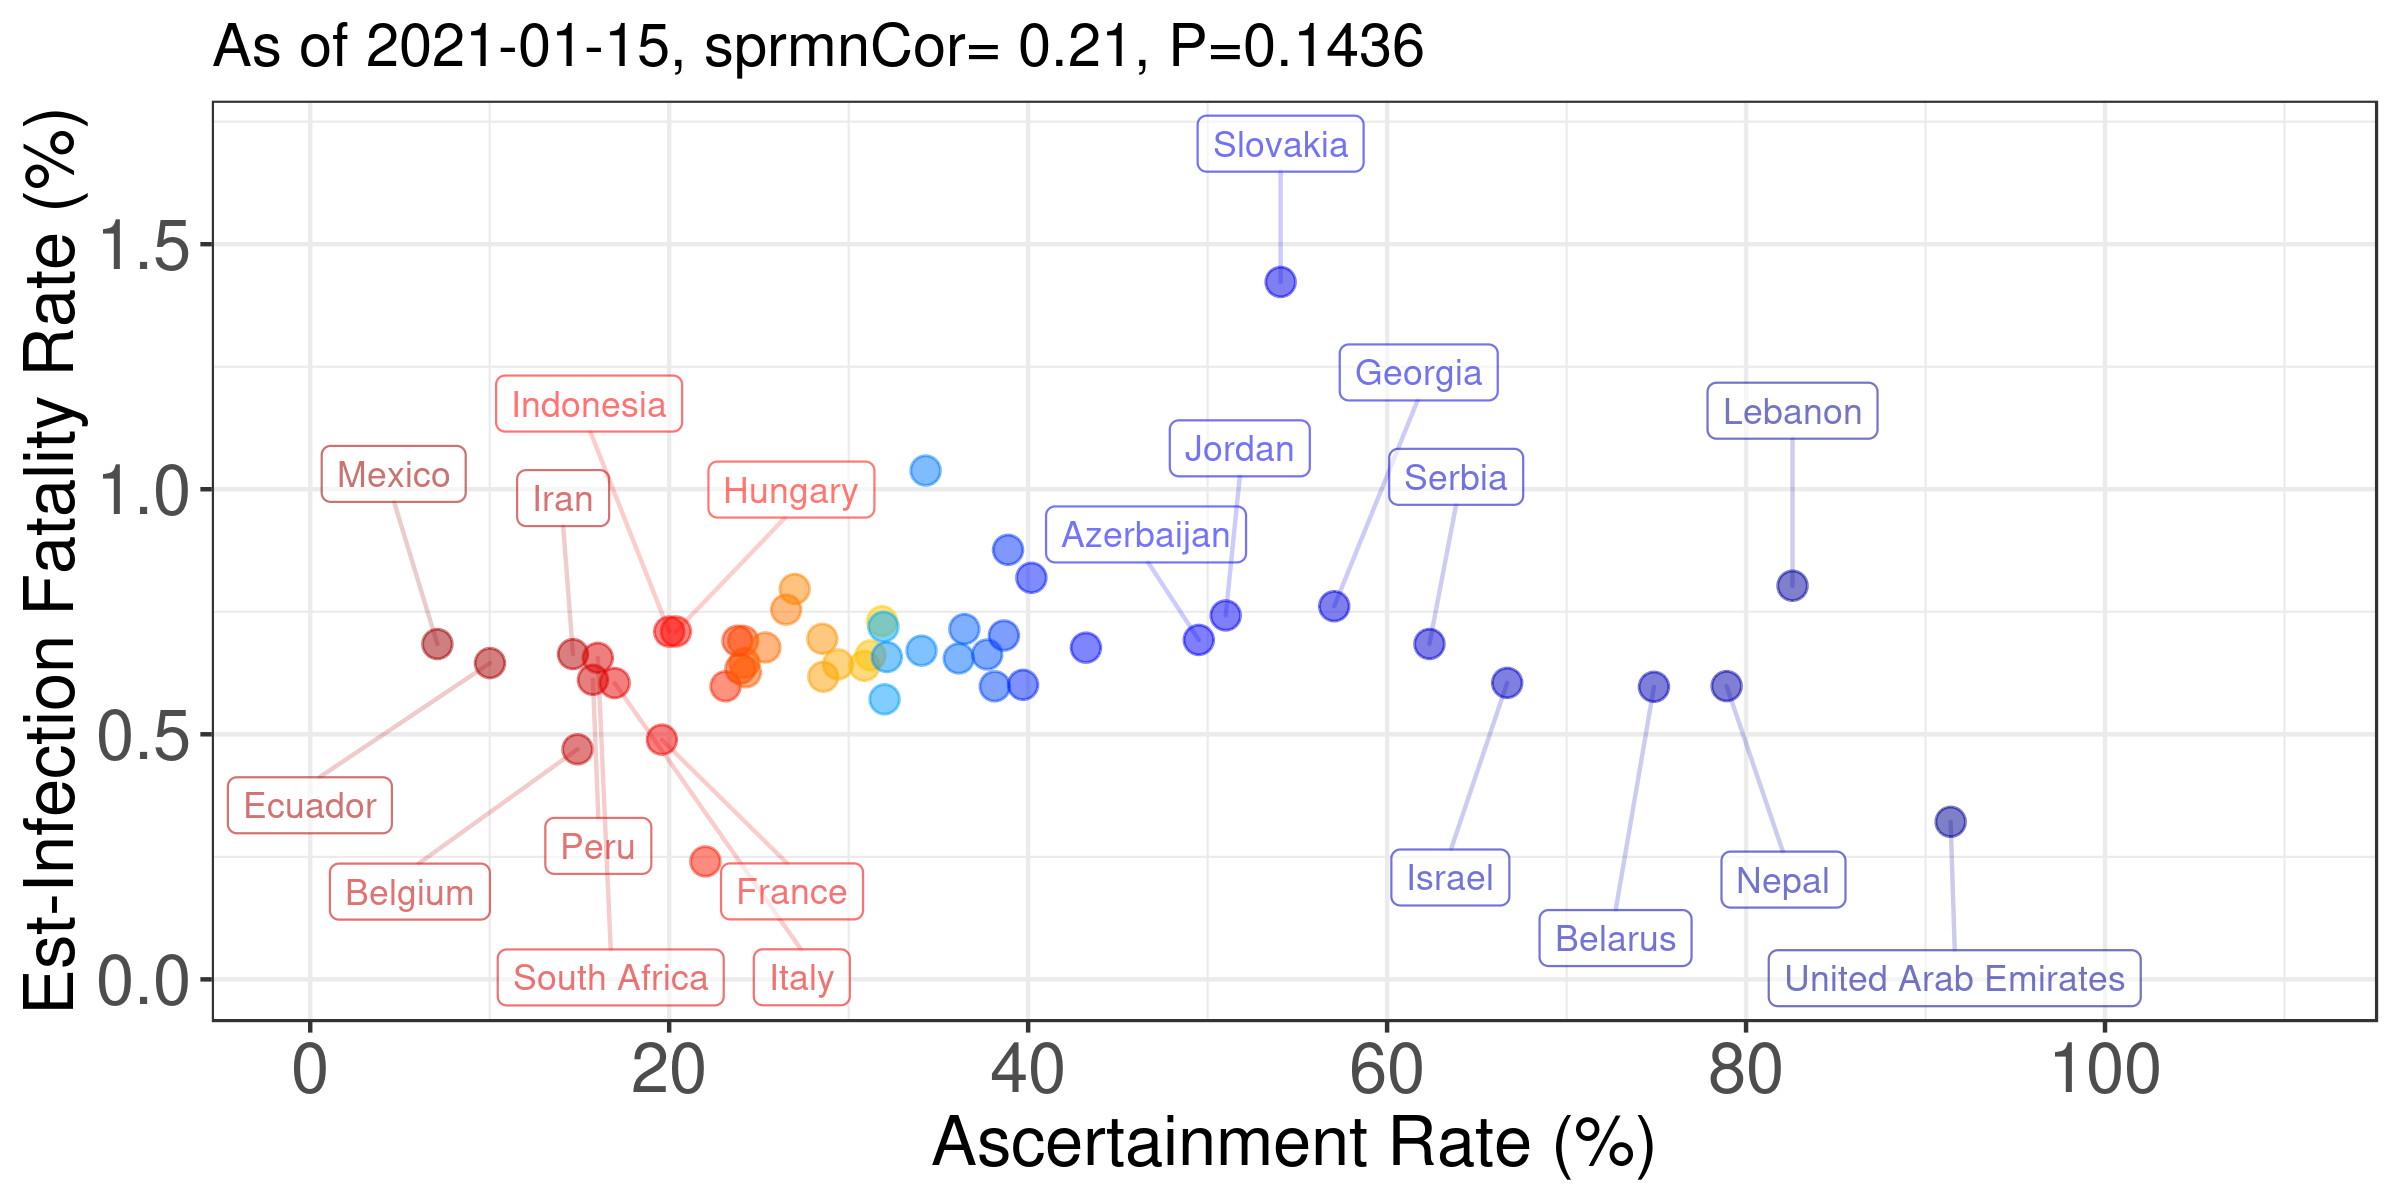 As of 2021-01-15, sprmnCor= 0.21, P=0.1436
Est-Infection Fatality Rate (%)
1.5
1.0
0.5
0.0
Slovakia
Georgia
Indonesia
Lebanon
Jordan
Mexico
Serbia
Iran
Hungary
Azerbaijan
Ecuador
Peru
Belgium
France
Israel
Nepal
Belarus
South Africa
Italy
United Arab Emirates
0
20
40
60
80
100
Ascertainment Rate (%)